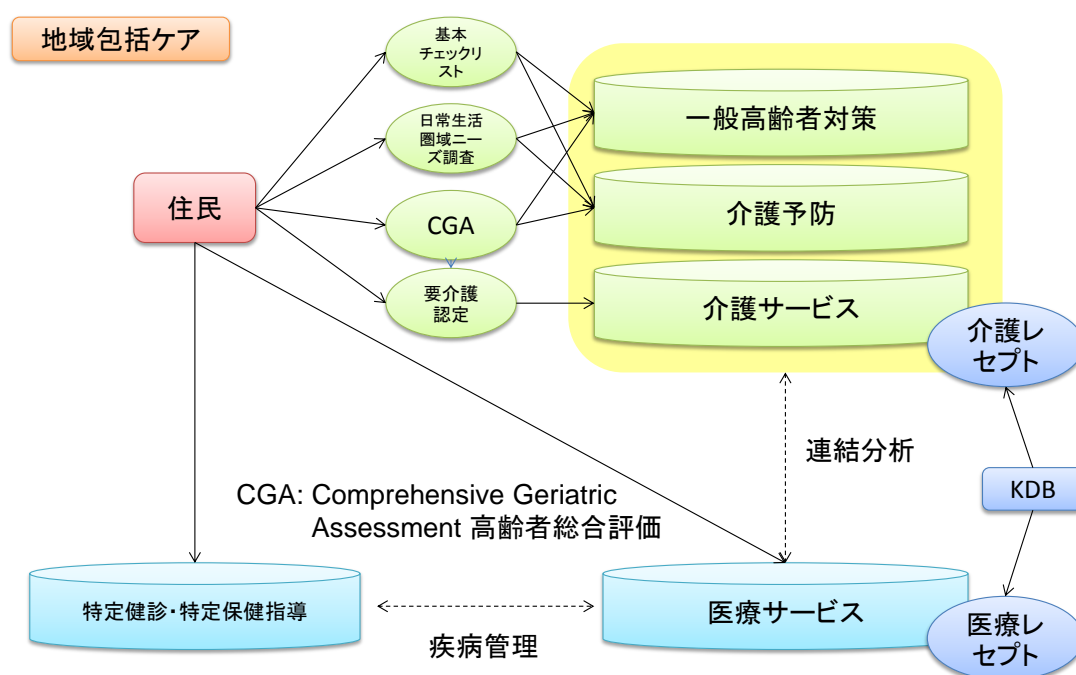 地域包括ケア
基本
チェックリ
スト
一般高齢者対策
日常生活
圏域ニー
ズ調査
住民
介護予防
CGA
要介護
認定
介護サービス
介護レ
セプト
連結分析
KDB
CGA: Comprehensive Geriatric
Assessment 高齢者総合評価
特定健診・特定保健指導
医療サービス
医療レ
セプト
疾病管理